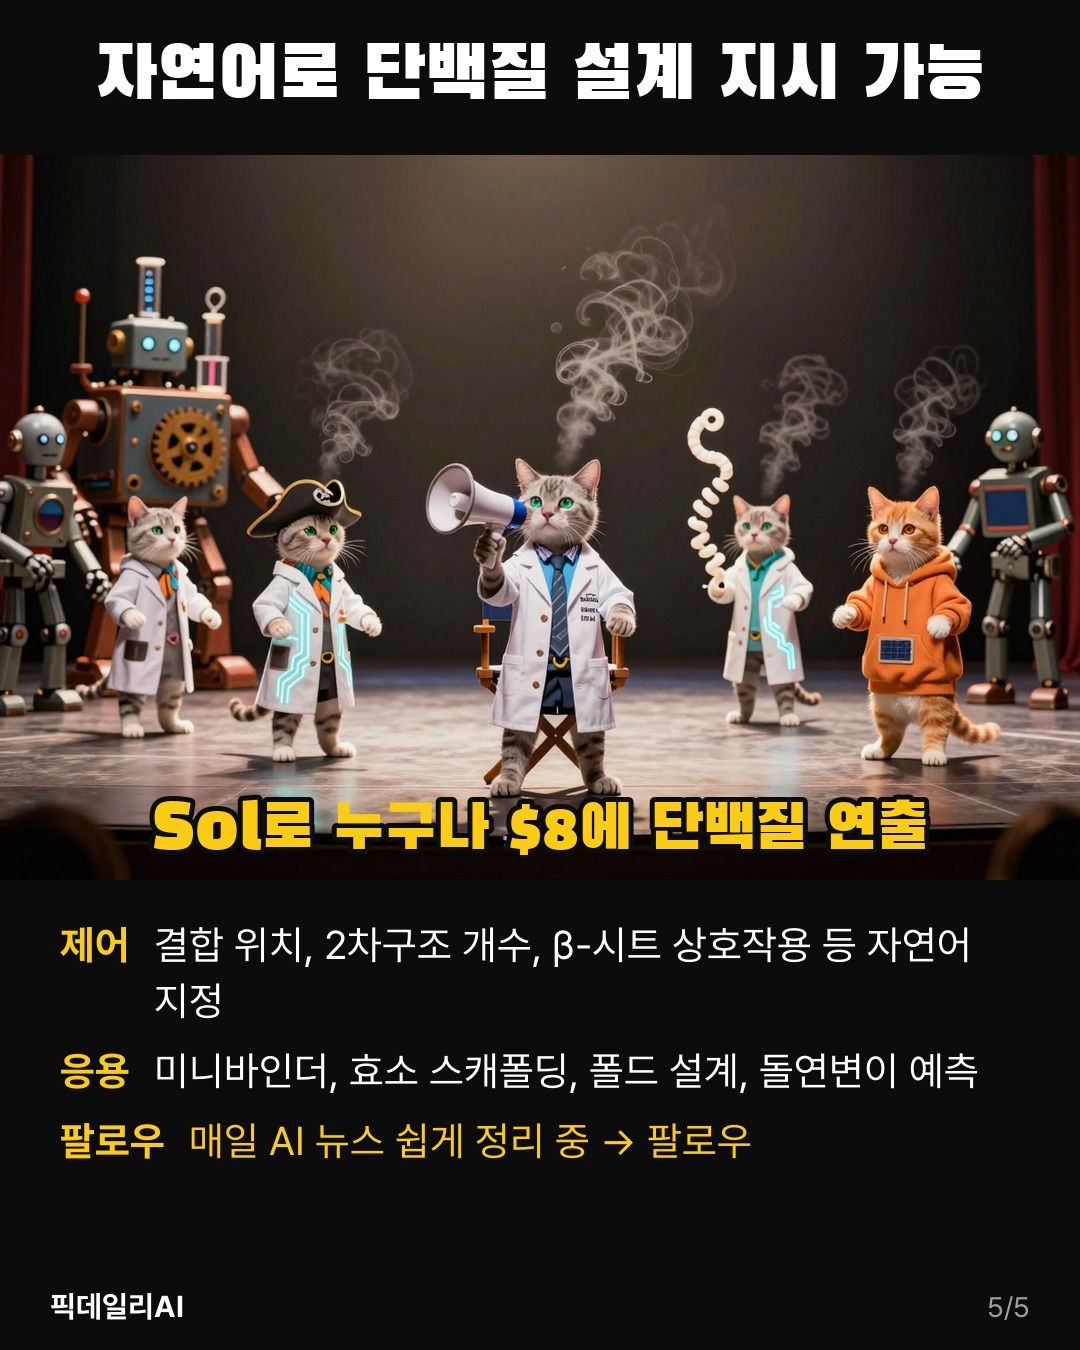 자연어로 단백질 설계 지시 가능
Sol로 누구나 $8에 단백질 연출
제어 결합 위치, 2차구조 개수, β-시트 상호작용 등 자연어
지정
응용 미니바인더, 효소 스캐폴딩, 폴드 설계, 돌연변이 예측
팔로우 매일 AI 뉴스 쉽게 정리 중 → 팔로우
픽데일리AI
5/5